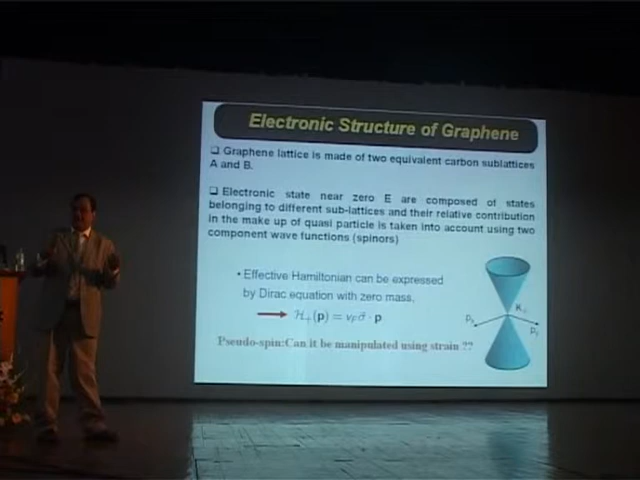 Electronic Structure of Graphene
❑ Graphene lattice is made of two equivalent carbon sublattices
A and B.
❑ Electronic state near zero E are composed of states
belonging to different sub-lattices and their relative contribution
in the make up of quasi particle is taken into account using two
component wave functions (spinors)
• Effective Hamiltonian can be expressed
by Dirac equation with zero mass.
(p) = v_F σ⃗ · p
Pseudo-spin:Can it be manipulated using strain ??